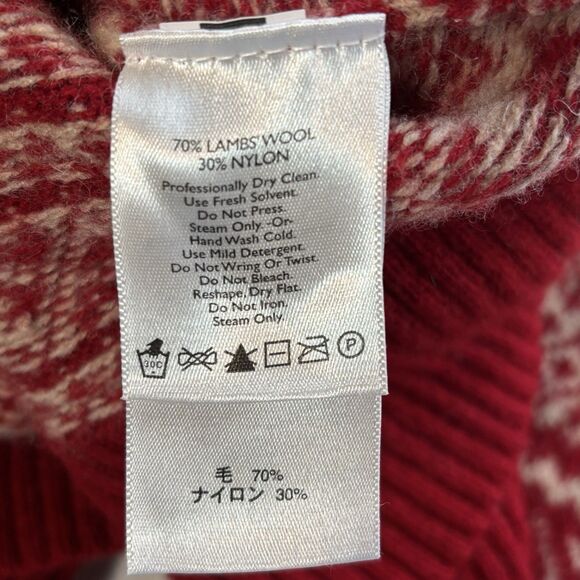 70% LAMBS' WOOL
30% NYLON
Professionally Dry Clean.
Use Fresh Solvent.
Do Not Press.
Steam Only. -Or-
Hand Wash Cold.
Use Mild Detergent.
Do Not Wring Or Twist.
Do Not Bleach.
Reshape, Dry Flat.
Do Not Iron.
Steam Only.
30C P
毛 70%
ナイロン 30%